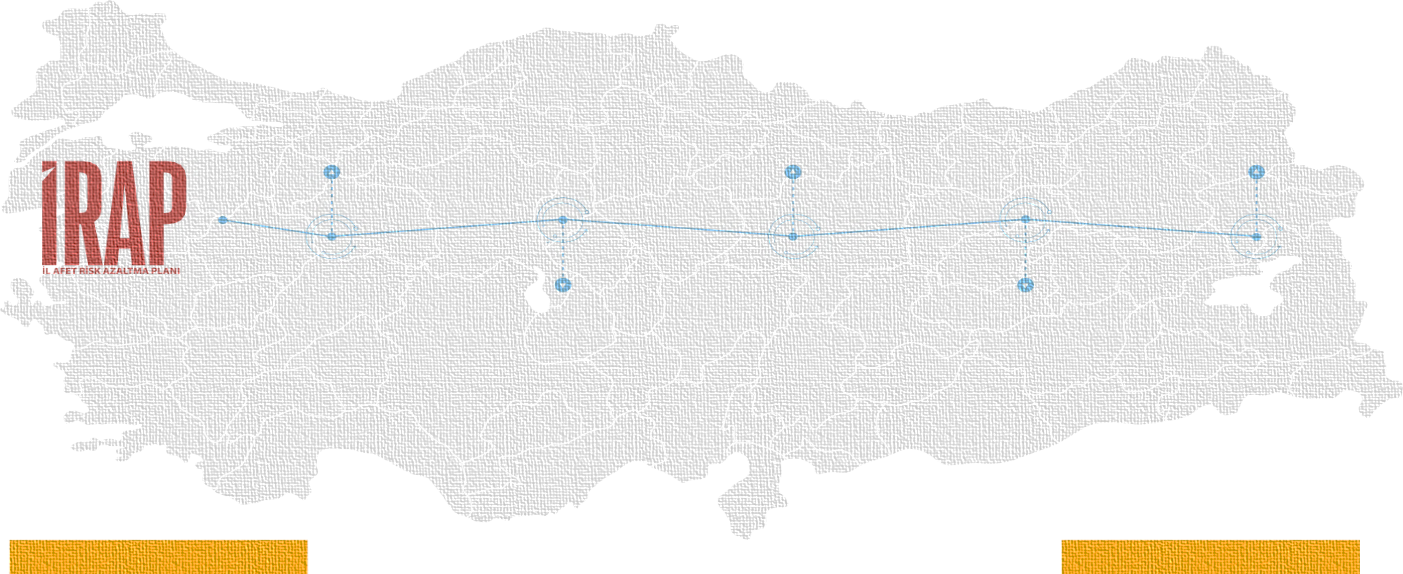 İRAP
İL AFET RİSK AZALTMA PLANI